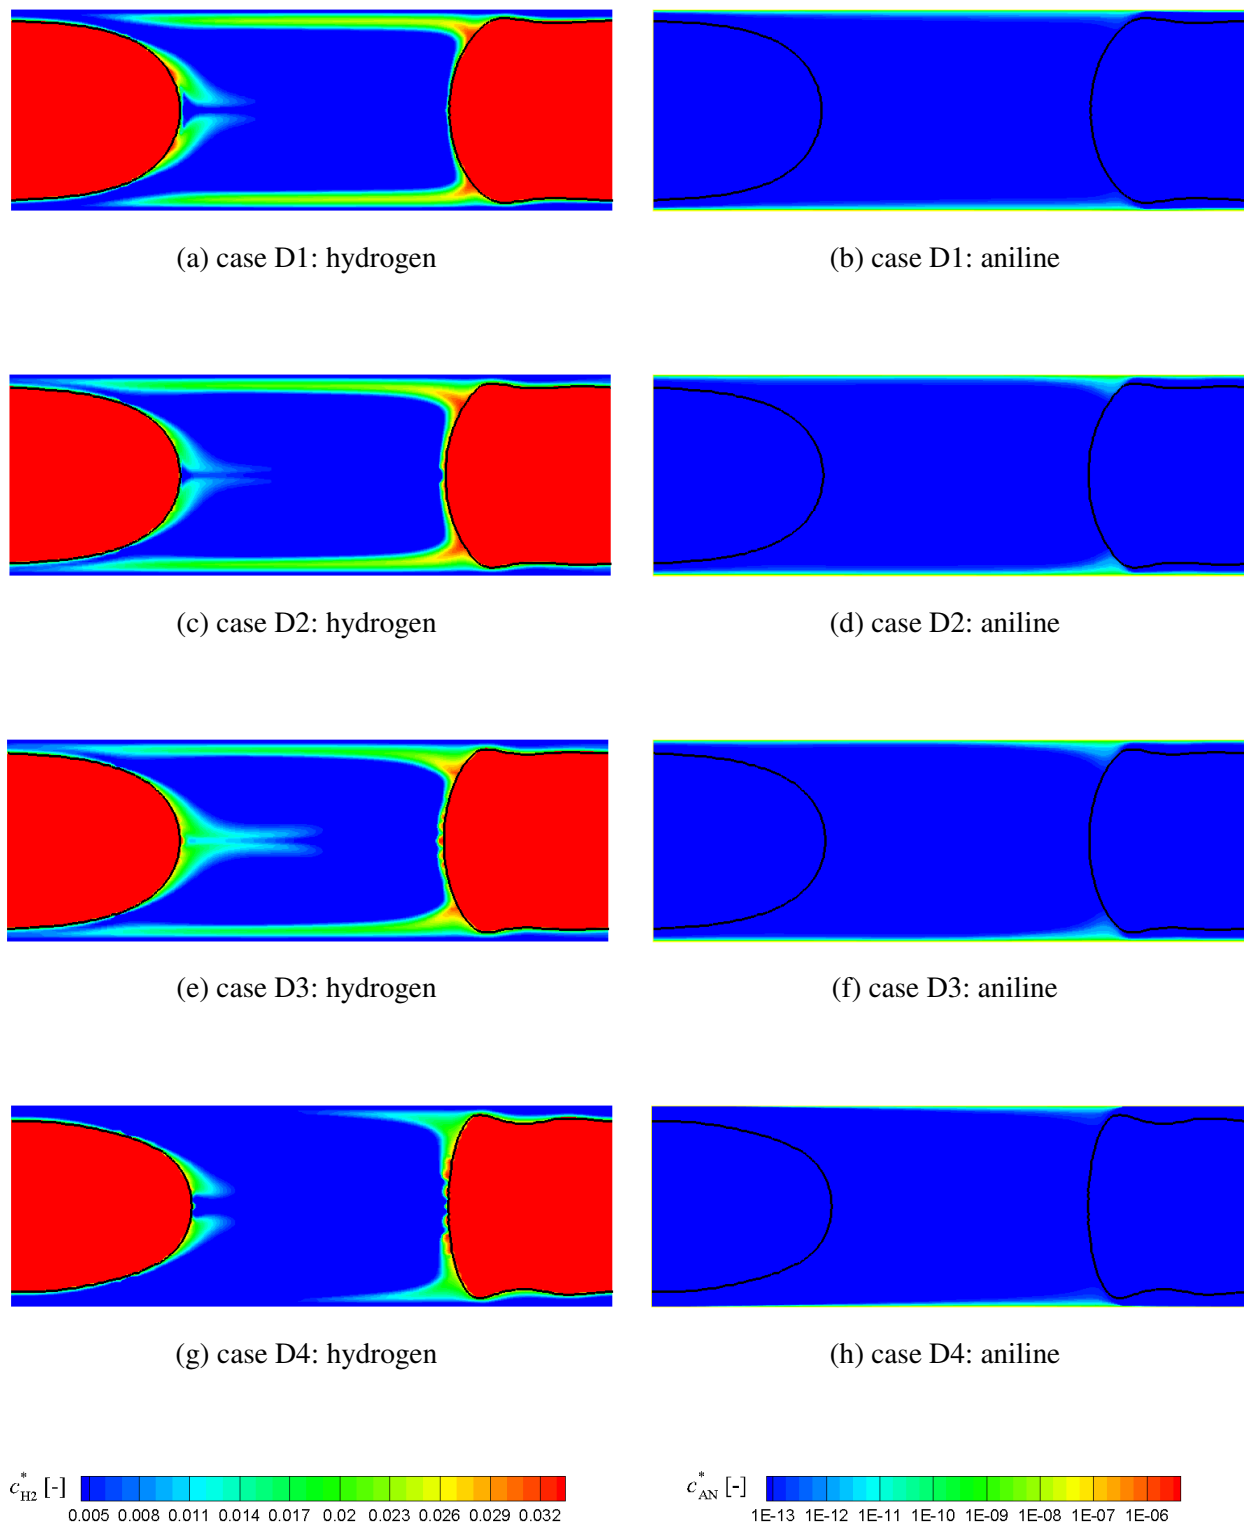 (a) case D1: hydrogen
(b) case D1: aniline
(c) case D2: hydrogen
(d) case D2: aniline
(e) case D3: hydrogen
(f) case D3: aniline
(g) case D4: hydrogen
(h) case D4: aniline
c*H2 [-]
0.005 0.008 0.011 0.014 0.017 0.02 0.023 0.026 0.029 0.032
c*AN [-]
1E-13 1E-12 1E-11 1E-10 1E-09 1E-08 1E-07 1E-06